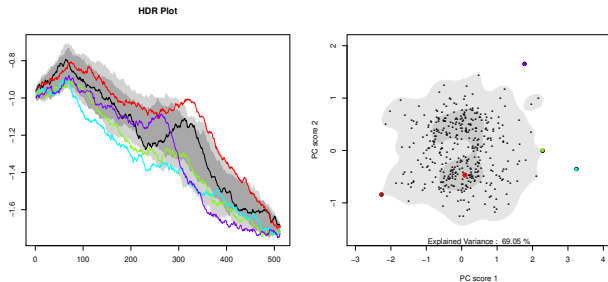 HDR Plot
−0.8
−1.0
−1.2
−1.4
−1.6
0 100 200 300 400 500
PC score 2
2
1
0
−1
Explained Variance : 69.05 %
−3 −2 −1 0 1 2 3 4
PC score 1